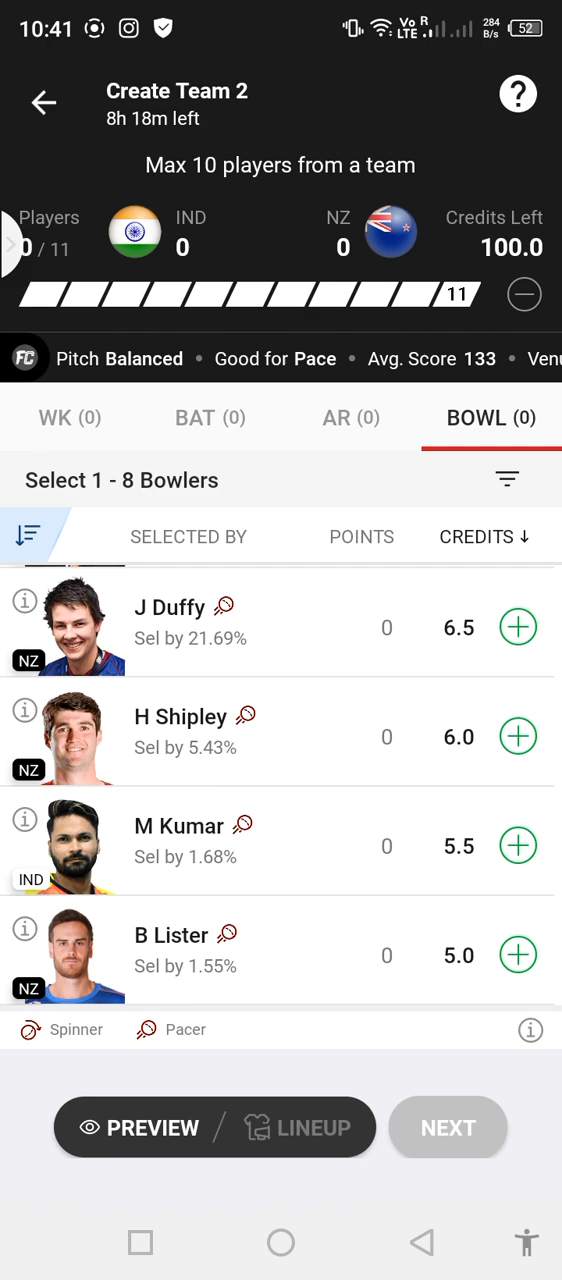 10:41 Vo R LTE 284 B/s 52
Create Team 2
8h 18m left
?
Max 10 players from a team
Players IND NZ Credits Left
0 / 11 0 0 100.0
11
FC Pitch Balanced • Good for Pace • Avg. Score 133 • Venu
WK (0) BAT (0) AR (0) BOWL (0)
Select 1 - 8 Bowlers
SELECTED BY POINTS CREDITS ↓
J Duffy
Sel by 21.69%
0 6.5
NZ
H Shipley
Sel by 5.43%
0 6.0
NZ
M Kumar
Sel by 1.68%
0 5.5
IND
B Lister
Sel by 1.55%
0 5.0
NZ
Spinner Pacer
PREVIEW / LINEUP NEXT